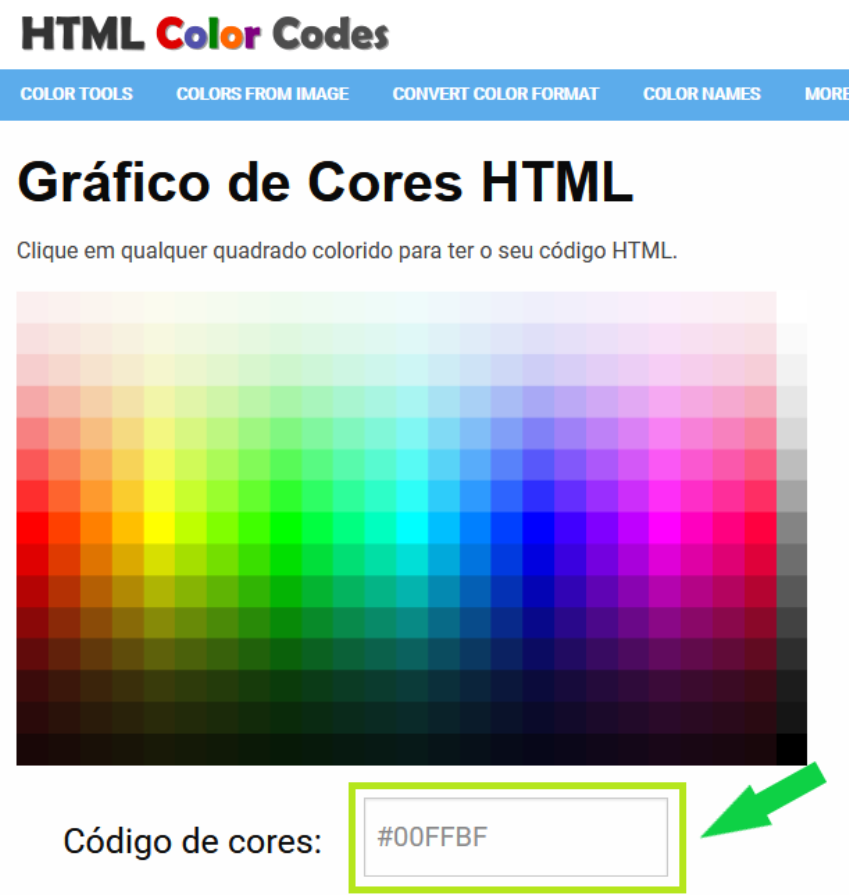 HTML Color Codes
COLOR TOOLS COLORS FROM IMAGE CONVERT COLOR FORMAT COLOR NAMES MORE
Gráfico de Cores HTML
Clique em qualquer quadrado colorido para ter o seu código HTML.
Código de cores: #00FFBF